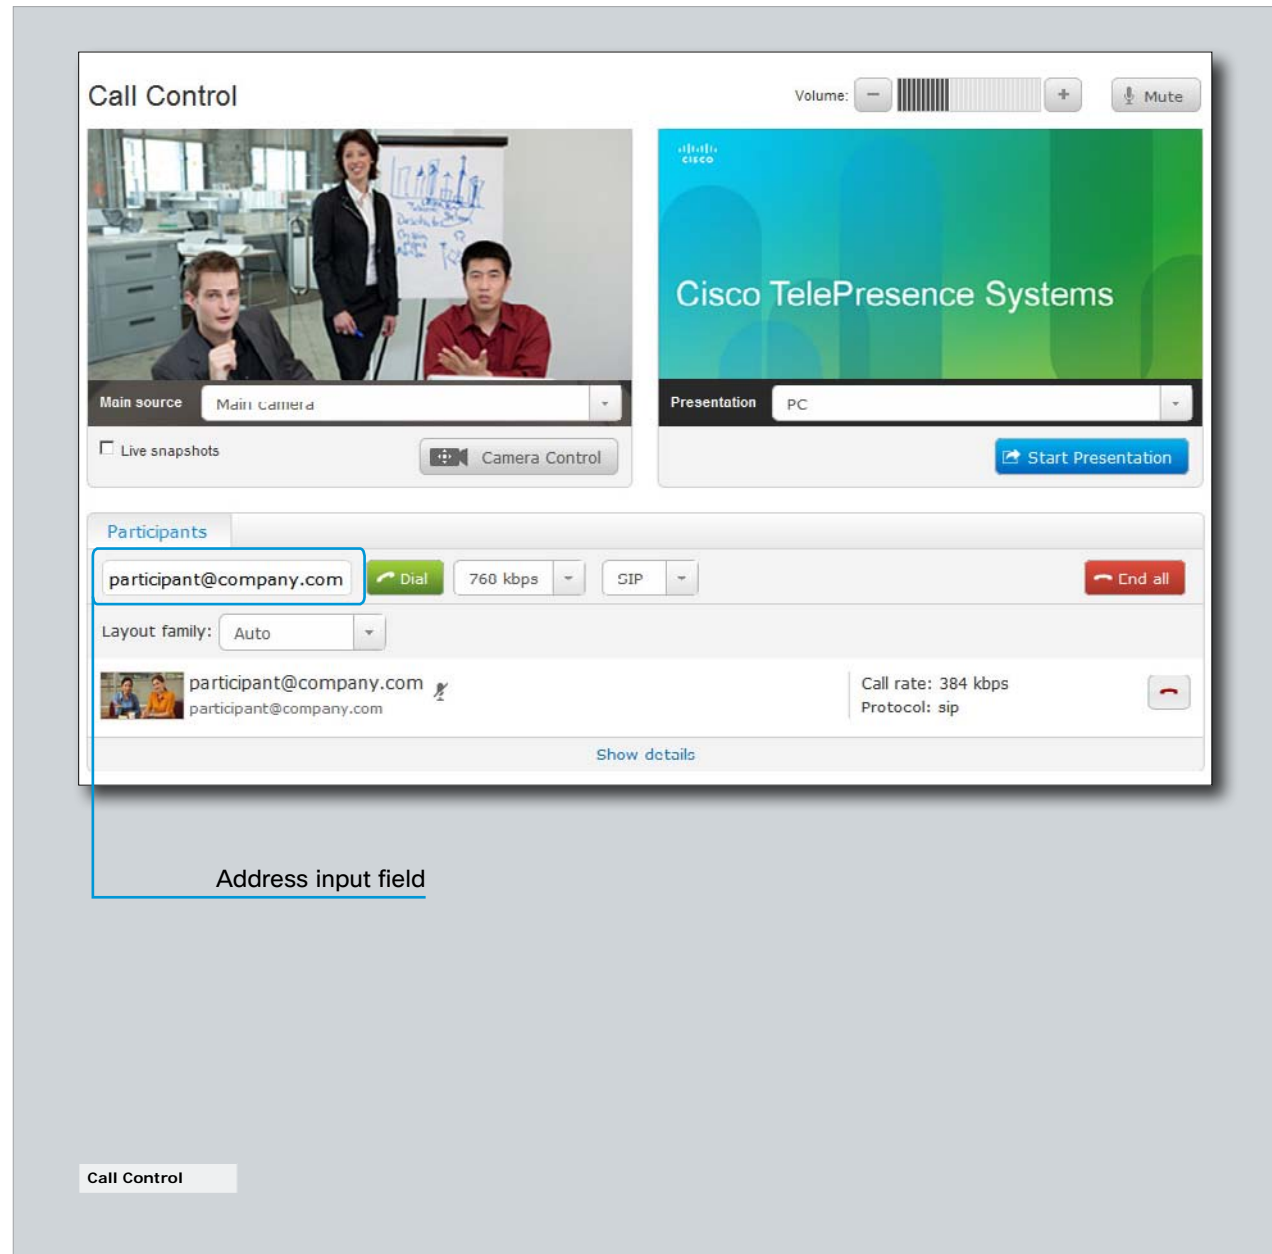 Call Control
Volume:
Mute
CISCO
Cisco TelePresence Systems
Main source
Main camera
Presentation
PC
Live snapshots
Camera Control
Start Presentation
Participants
participant@company.com
Dial
760 kbps
SIP
End all
Layout family:
Auto
participant@company.com
participant@company.com
Call rate: 384 kbps
Protocol: sip
Show details
Address input field
Call Control